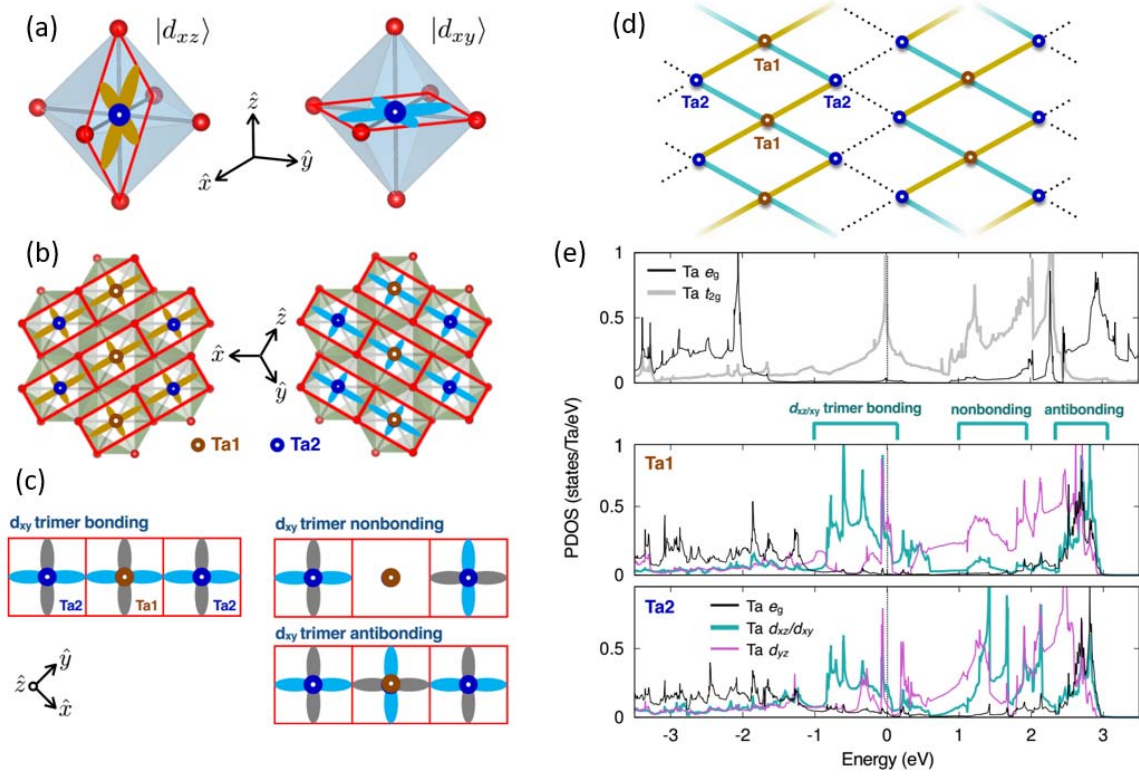 (a)
|d_xz⟩
|d_xy⟩
ẑ
x̂
ŷ
(b)
ẑ
x̂
ŷ
Ta1
Ta2
(c)
d_xy trimer bonding
Ta2
Ta1
Ta2
d_xy trimer nonbonding
d_xy trimer antibonding
ŷ
ẑ
x̂
(d)
Ta1
Ta2
Ta2
Ta1
(e)
1
Ta e_g
Ta t_2g
0.5
0
d_xz/xy trimer bonding
nonbonding
antibonding
PDOS (states/Ta/eV)
1
Ta1
0.5
0
1
Ta2
Ta e_g
Ta d_xz/d_xy
Ta d_yz
0.5
0
-3 -2 -1 0 1 2 3
Energy (eV)